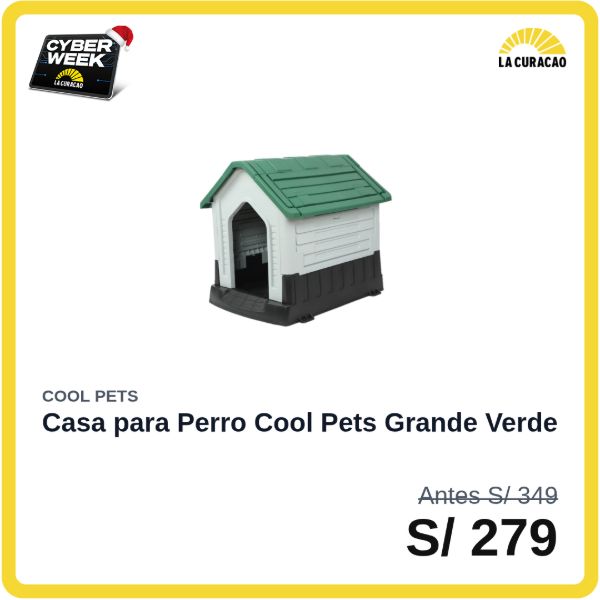 CYBER
WEEK
LA CURACAO
LA CURACAO
COOL PETS
Casa para Perro Cool Pets Grande Verde
Antes S/ 349
S/ 279